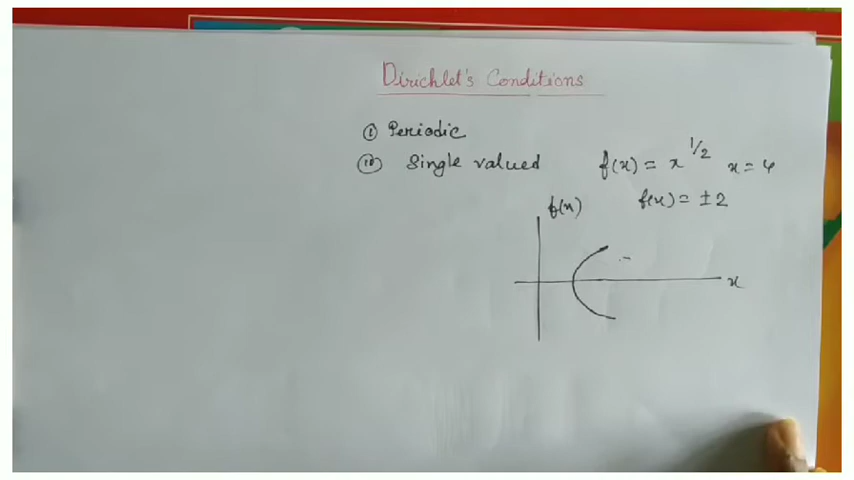 Dirichlet's Conditions
(i) Periodic
(ii) Single valued f(x) = x^1/2 x = 4
f(x) = ±2
f(x)
x